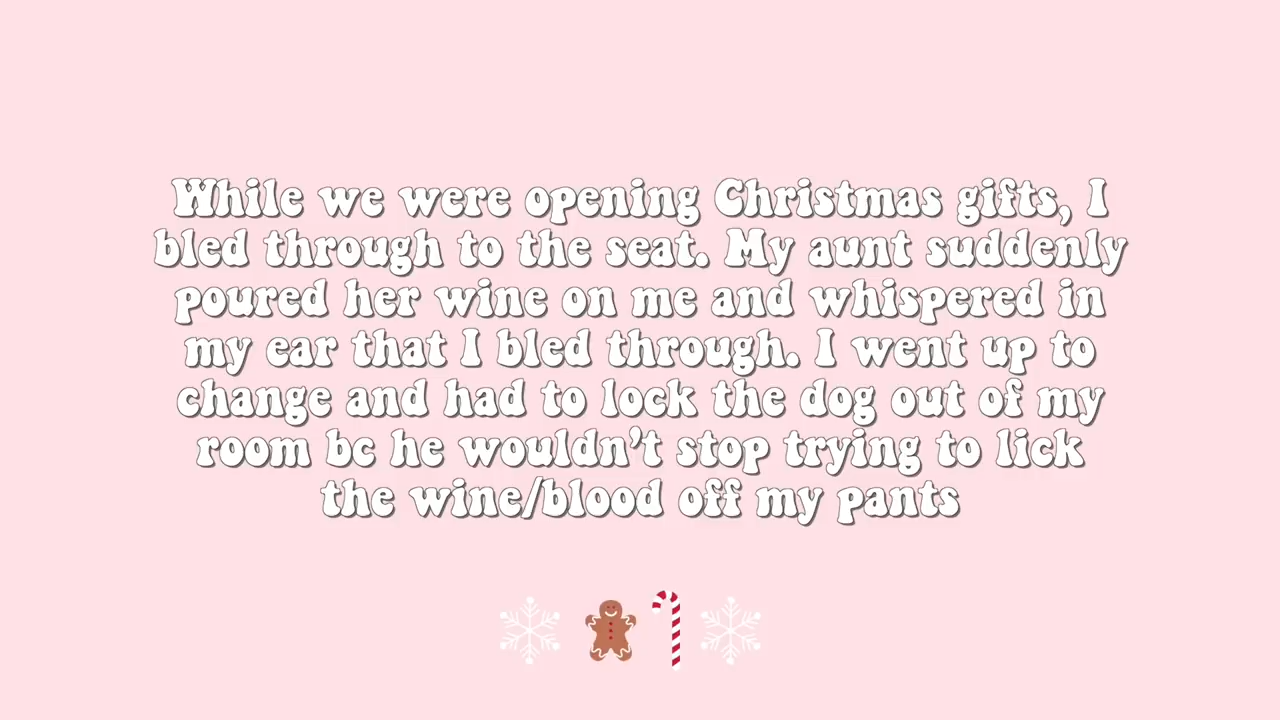 While we were opening Christmas gifts, I
bled through to the seat. My aunt suddenly
poured her wine on me and whispered in
my ear that I bled through. I went up to
change and had to lock the dog out of my
room bc he wouldn't stop trying to lick
the wine/blood off my pants